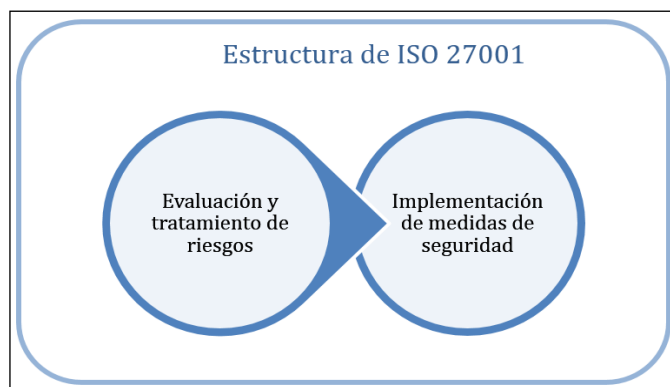 Estructura de ISO 27001
Evaluación y
tratamiento de
riesgos
Implementación
de medidas de
seguridad